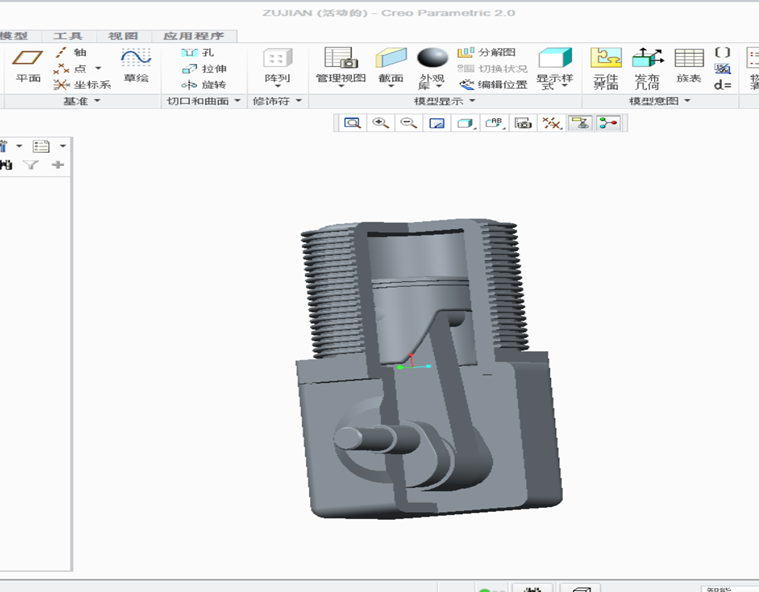 ZUJIAN (活动的) - Creo Parametric 2.0
模型 工具 视图 应用程序
平面
轴
点
坐标系
草绘
孔
拉伸
旋转
阵列
管理视图
截面
外观库
分解图
切换状况
编辑位置
显示样式
元件界面
发布几何
族表
d=
基准 切口和曲面 修饰符 模型显示 模型意图
智能